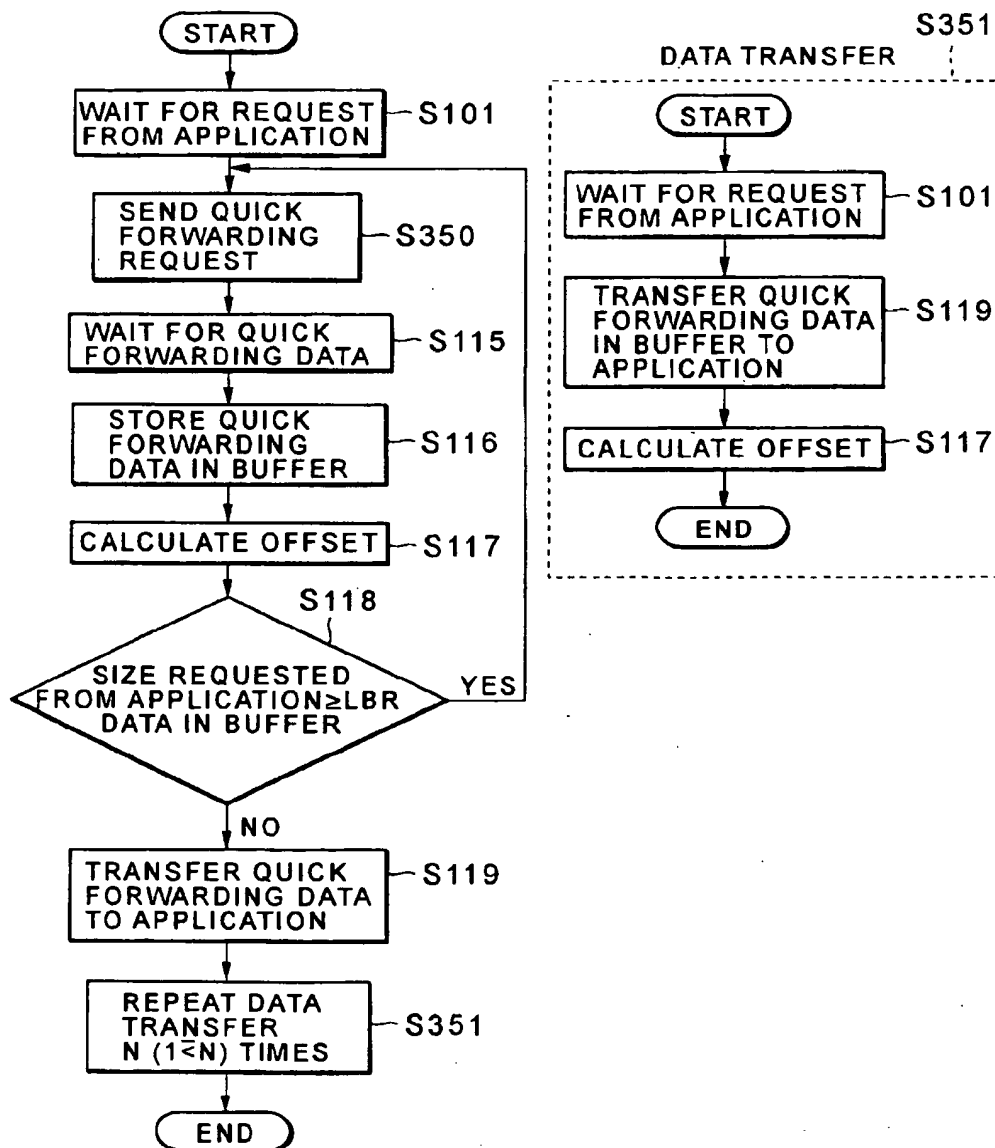 START
WAIT FOR REQUEST
FROM APPLICATION
S101
SEND QUICK
FORWARDING
REQUEST
S350
WAIT FOR QUICK
FORWARDING DATA
S115
STORE QUICK
FORWARDING
DATA IN BUFFER
S116
CALCULATE OFFSET
S117
S118
SIZE REQUESTED
FROM APPLICATION≥LBR
DATA IN BUFFER
YES
NO
TRANSFER QUICK
FORWARDING DATA
TO APPLICATION
S119
REPEAT DATA
TRANSFER
N (1≤N) TIMES
S351
END
S351
DATA TRANSFER
START
WAIT FOR REQUEST
FROM APPLICATION
S101
TRANSFER QUICK
FORWARDING DATA
IN BUFFER TO
APPLICATION
S119
CALCULATE OFFSET
S117
END